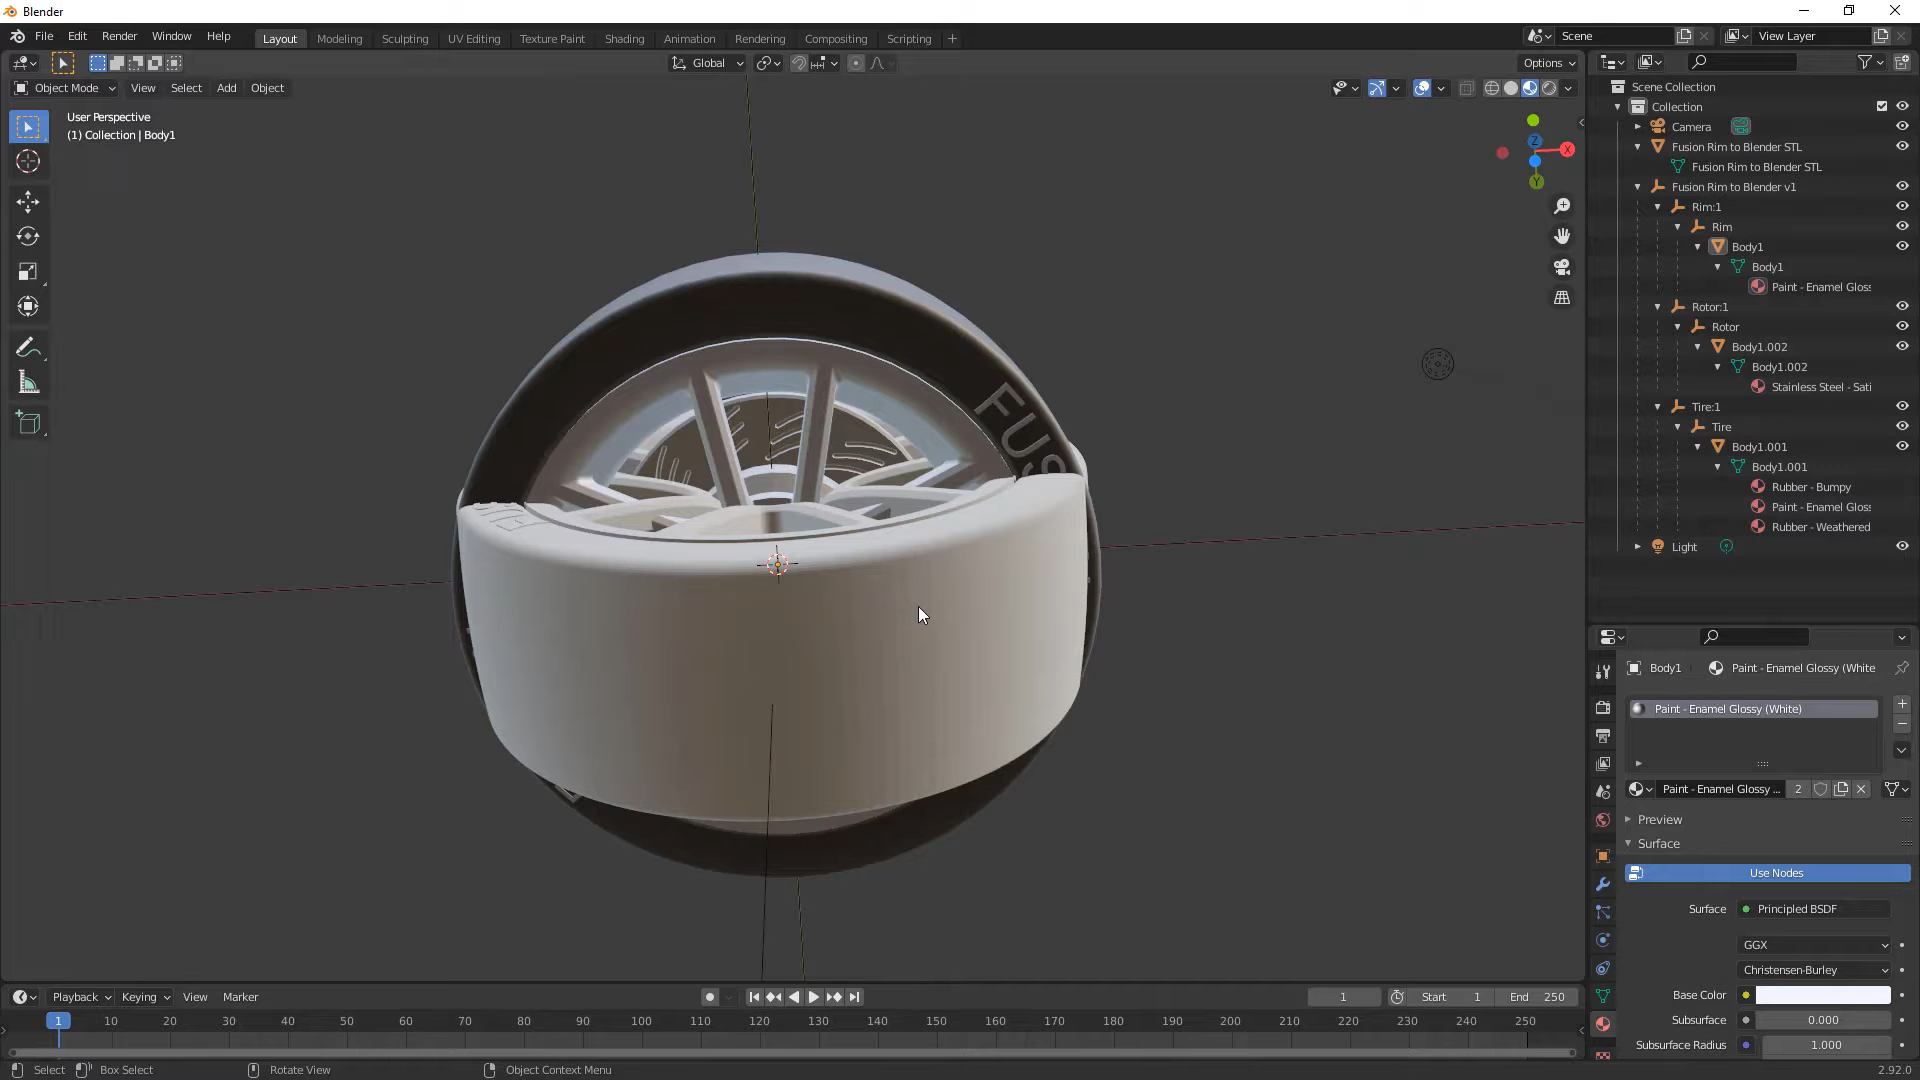 Blender
File Edit Render Window Help
Layout Modeling Sculpting UV Editing Texture Paint Shading Animation Rendering Compositing Scripting
Scene
View Layer
Global
Options
Object Mode View Select Add Object
User Perspective
(1) Collection | Body1
Z
X
Y
FUS
Scene Collection
Collection
Camera
Fusion Rim to Blender STL
Fusion Rim to Blender STL
Fusion Rim to Blender v1
Rim:1
Rim
Body1
Body1
Paint - Enamel Gloss
Rotor:1
Rotor
Body1.002
Body1.002
Stainless Steel - Sati
Tire:1
Tire
Body1.001
Body1.001
Rubber - Bumpy
Paint - Enamel Gloss
Rubber - Weathered
Light
Body1 Paint - Enamel Glossy (White
Paint - Enamel Glossy (White)
Paint - Enamel Glossy ... 2
Preview
Surface
Use Nodes
Surface Principled BSDF
GGX
Christensen-Burley
Base Color
Subsurface 0.000
Subsurface Radius 1.000
Playback Keying View Marker
1 Start 1 End 250
1 10 20 30 40 50 60 70 80 90 100 110 120 130 140 150 160 170 180 190 200 210 220 230 240 250
Select Box Select Rotate View Object Context Menu 2.92.0